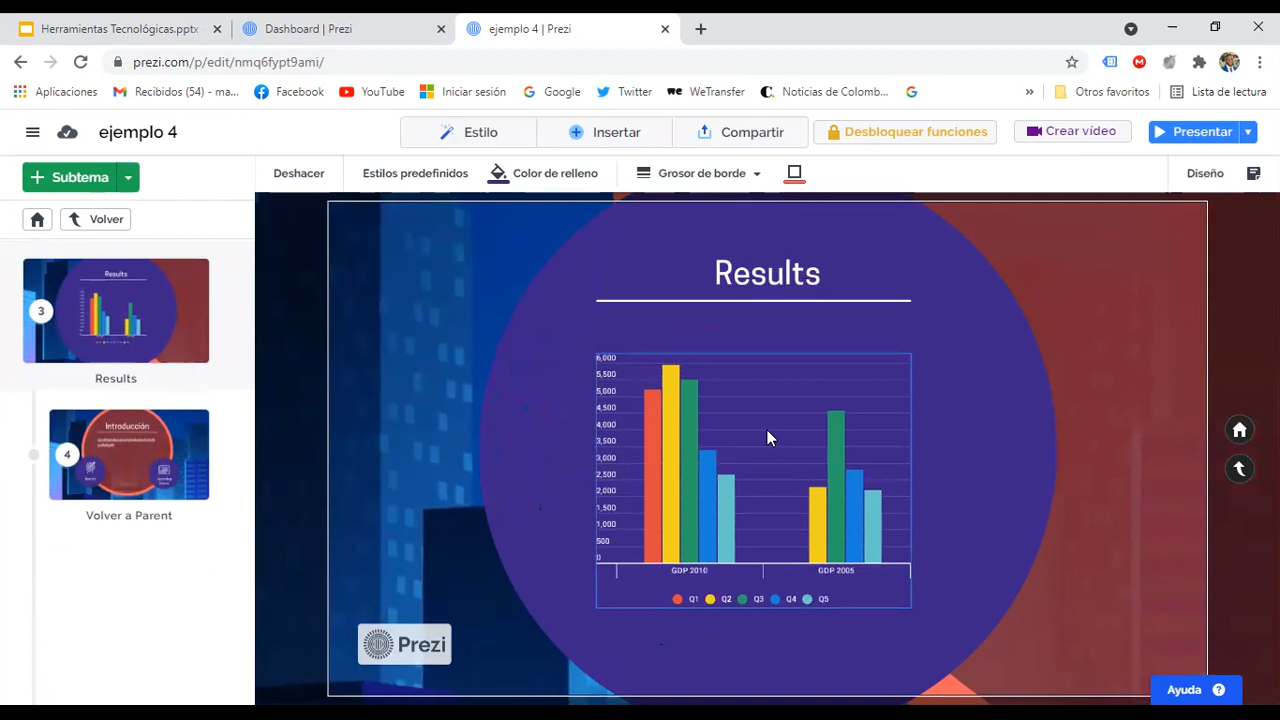 Herramientas Tecnológicas.pptx
Dashboard | Prezi
ejemplo 4 | Prezi
prezi.com/p/edit/nmq6fypt9ami/
Aplicaciones
Recibidos (54) - ma...
Facebook
YouTube
Iniciar sesión
Google
Twitter
WeTransfer
Noticias de Colomb...
»
Otros favoritos
Lista de lectura
ejemplo 4
Estilo
Insertar
Compartir
Desbloquear funciones
Crear vídeo
Presentar
+ Subtema
Deshacer
Estilos predefinidos
Color de relleno
Grosor de borde
Diseño
Volver
Results
3
Results
Introducción
4
Volver a Parent
Results
6,000
5,500
5,000
4,500
4,000
3,500
3,000
2,500
2,000
1,500
1,000
500
0
GDP 2010 GDP 2005
Q1 Q2 Q3 Q4 Q5
Prezi
Ayuda ?